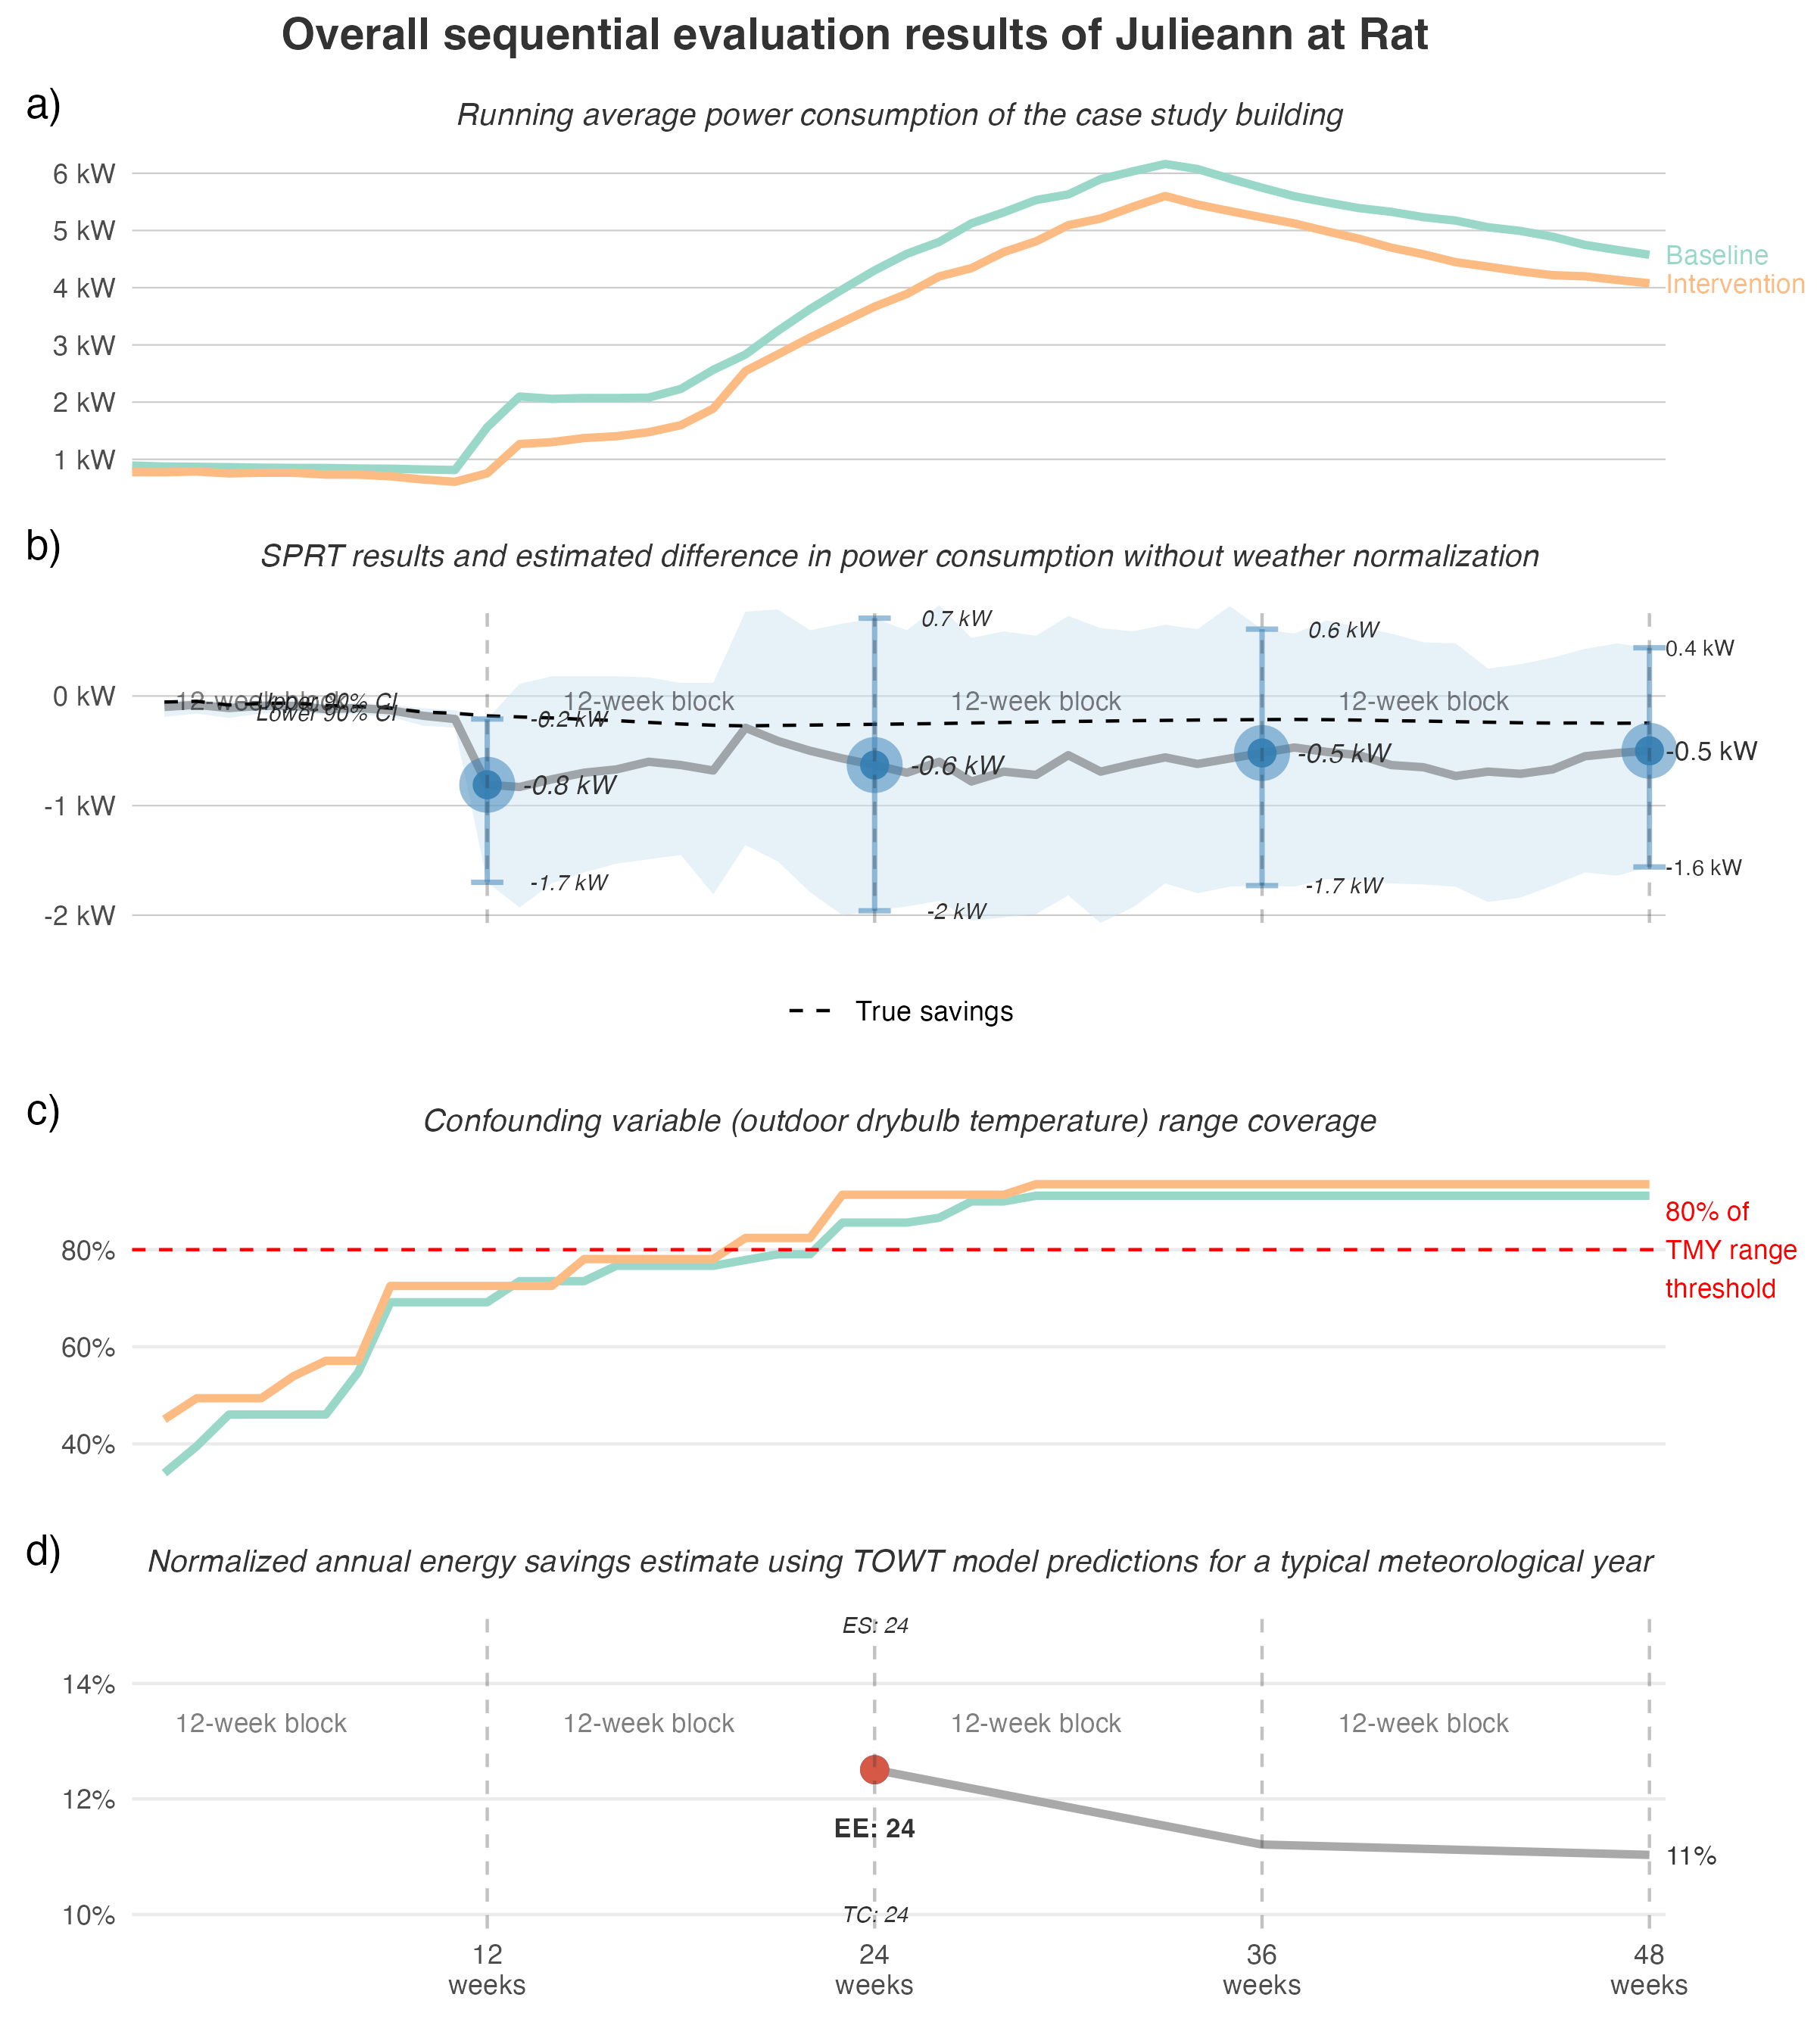 Overall sequential evaluation results of Julieann at Rat
a)
Running average power consumption of the case study building
6 kW
5 kW
4 kW
3 kW
2 kW
1 kW
Baseline
Intervention
b)
SPRT results and estimated difference in power consumption without weather normalization
0 kW
-1 kW
-2 kW
12-week block
Upper 90% CI
Lower 90% CI
12-week block
12-week block
12-week block
-0.2 kW
-0.8 kW
-1.7 kW
0.7 kW
-0.6 kW
-2 kW
0.6 kW
-0.5 kW
-1.7 kW
0.4 kW
-0.5 kW
-1.6 kW
True savings
c)
Confounding variable (outdoor drybulb temperature) range coverage
80%
60%
40%
80% of
TMY range
threshold
d)
Normalized annual energy savings estimate using TOWT model predictions for a typical meteorological year
14%
12%
10%
ES: 24
12-week block
12-week block
12-week block
12-week block
EE: 24
11%
TC: 24
12
weeks
24
weeks
36
weeks
48
weeks